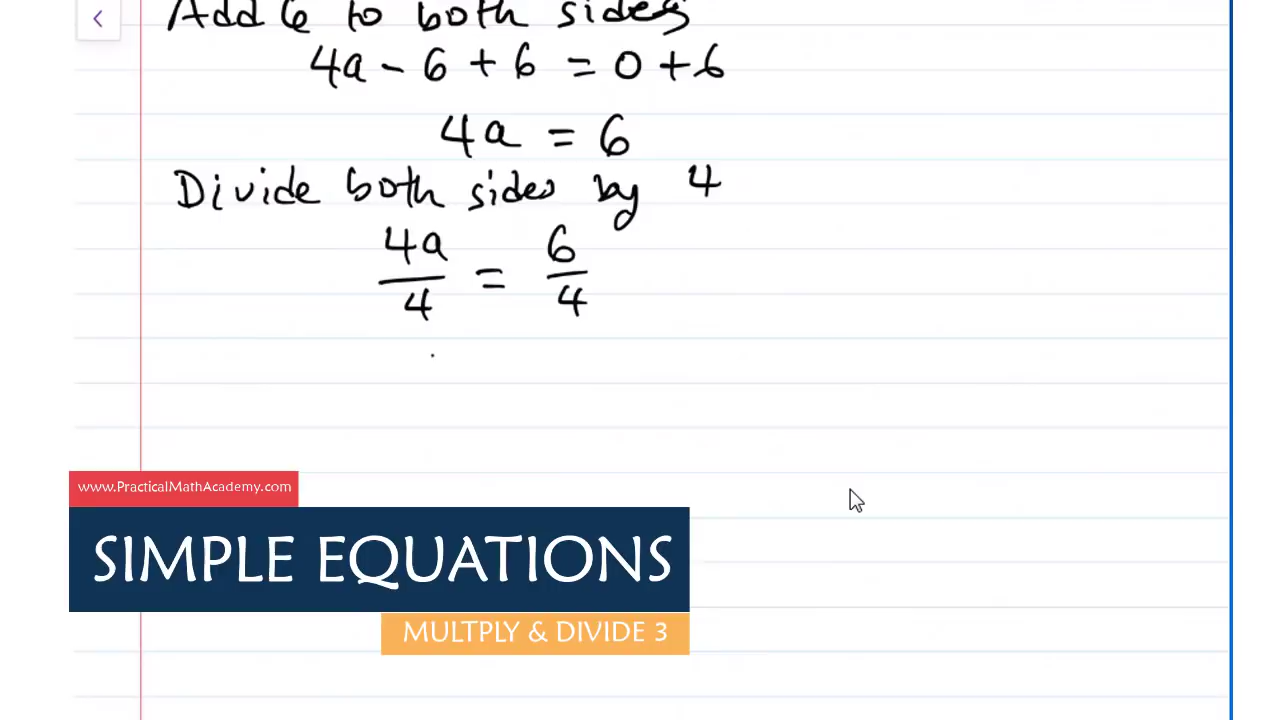 Add 6 to both sides
4a - 6 + 6 = 0 + 6
4a = 6
Divide both sides by 4
4a/4 = 6/4
www.PracticalMathAcademy.com
SIMPLE EQUATIONS
MULTPLY & DIVIDE 3